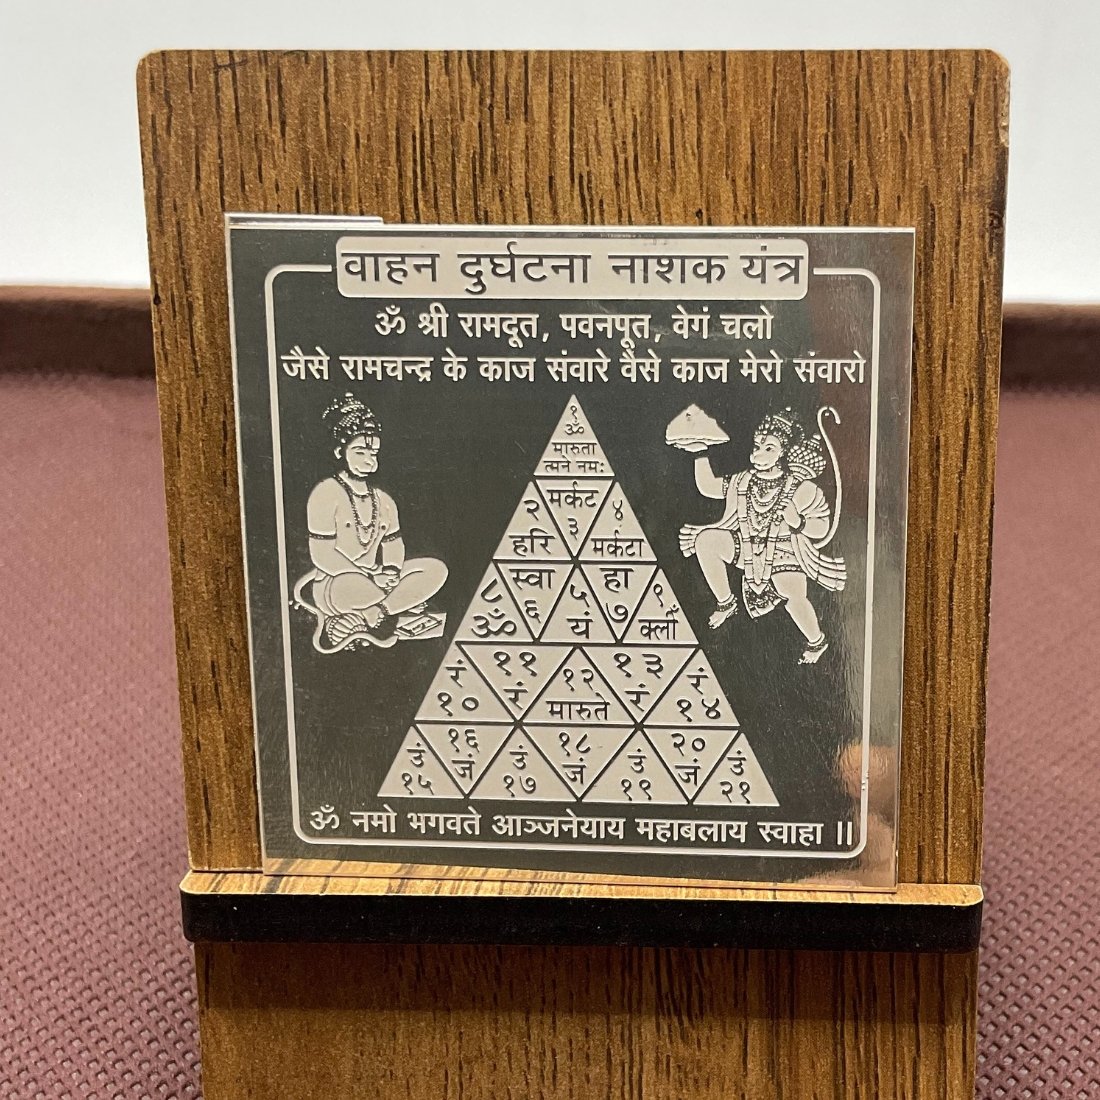 वाहन दुर्घटना नाशक यंत्र
ॐ श्री रामदूत, पवनपूत, वेगं चलो
जैसे रामचन्द्र के काज संवारे वैसे काज मेरो संवारो
१
ॐ
मारुता
त्मने नमः
२ मर्कट ४
हरि ३ मर्कटा
८ स्वा ५ हा ९
ॐ ६ यं ७ क्लीँ
रं ११ १२ १३ रं
१० रं मारुते रं १४
उं १६ उं १८ उं २० उं
१५ जं १७ जं १९ जं २१
ॐ नमो भगवते आञ्जनेयाय महाबलाय स्वाहा ॥